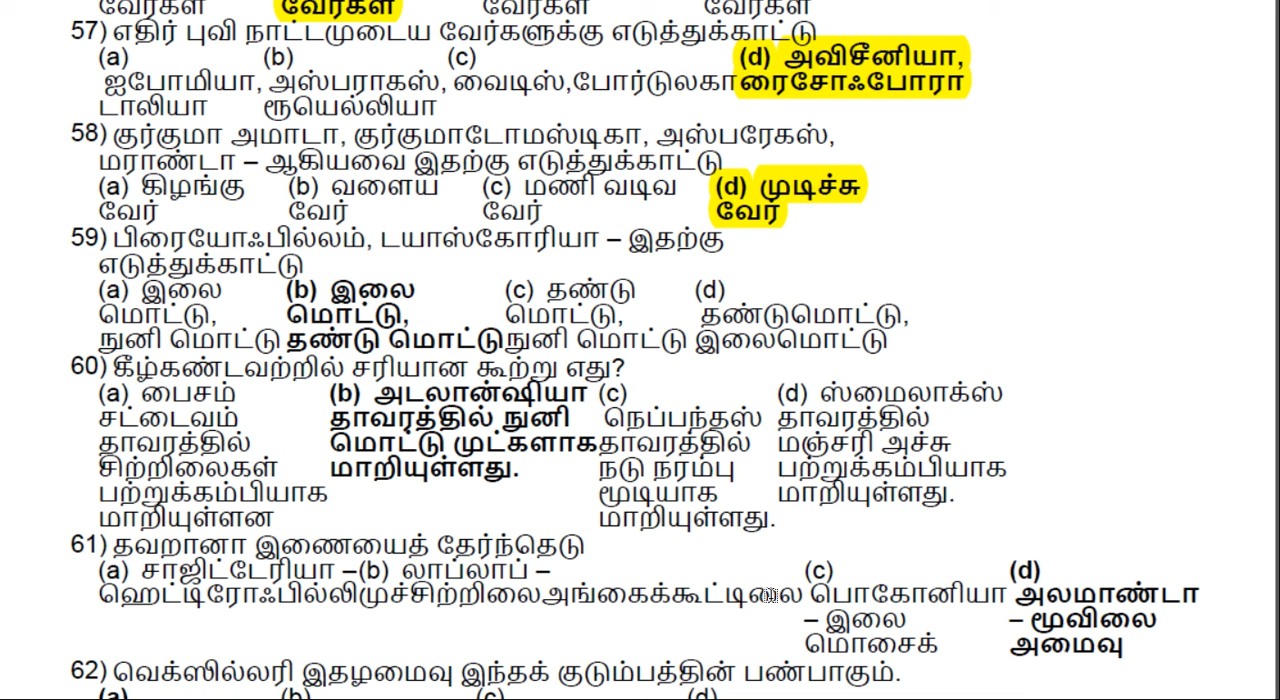 57) எதிர் புவி நாட்டமுடைய வேர்களுக்கு எடுத்துக்காட்டு
(a) (b) (c) (d) அவிசீனியா,
ஐபோமியா, அஸ்பராகஸ், வைடிஸ்,போர்டுலகா ரைசோஃபோரா
டாலியா ரூயெல்லியா
58) குர்குமா அமாடா, குர்குமாடோமஸ்டிகா, அஸ்பரேகஸ்,
மராண்டா – ஆகியவை இதற்கு எடுத்துக்காட்டு
(a) கிழங்கு (b) வளைய (c) மணி வடிவ (d) முடிச்சு
வேர் வேர் வேர் வேர்
59) பிரையோஃபில்லம், டயாஸ்கோரியா – இதற்கு
எடுத்துக்காட்டு
(a) இலை (b) இலை (c) தண்டு (d)
மொட்டு, மொட்டு, மொட்டு, தண்டுமொட்டு,
நுனி மொட்டு தண்டு மொட்டு நுனி மொட்டு இலைமொட்டு
60) கீழ்கண்டவற்றில் சரியான கூற்று எது?
(a) பைசம் (b) அடலான்ஷியா (c) (d) ஸ்மைலாக்ஸ்
சட்டைவம் தாவரத்தில் நுனி நெப்பந்தஸ் தாவரத்தில்
தாவரத்தில் மொட்டு முட்களாக தாவரத்தில் மஞ்சரி அச்சு
சிற்றிலைகள் மாறியுள்ளது. நடு நரம்பு பற்றுக்கம்பியாக
பற்றுக்கம்பியாக மூடியாக மாறியுள்ளது.
மாறியுள்ளன மாறியுள்ளது.
61) தவறானா இணையைத் தேர்ந்தெடு
(a) சாஜிட்டேரியா – (b) லாப்லாப் – (c) (d)
ஹெட்டிரோஃபில்லி முச்சிற்றிலைஅங்கைக்கூட்டிலை பொகோனியா அலமாண்டா
– இலை – மூவிலை
மொசைக் அமைவு
62) வெக்ஸில்லரி இதழமைவு இந்தக் குடும்பத்தின் பண்பாகும்.